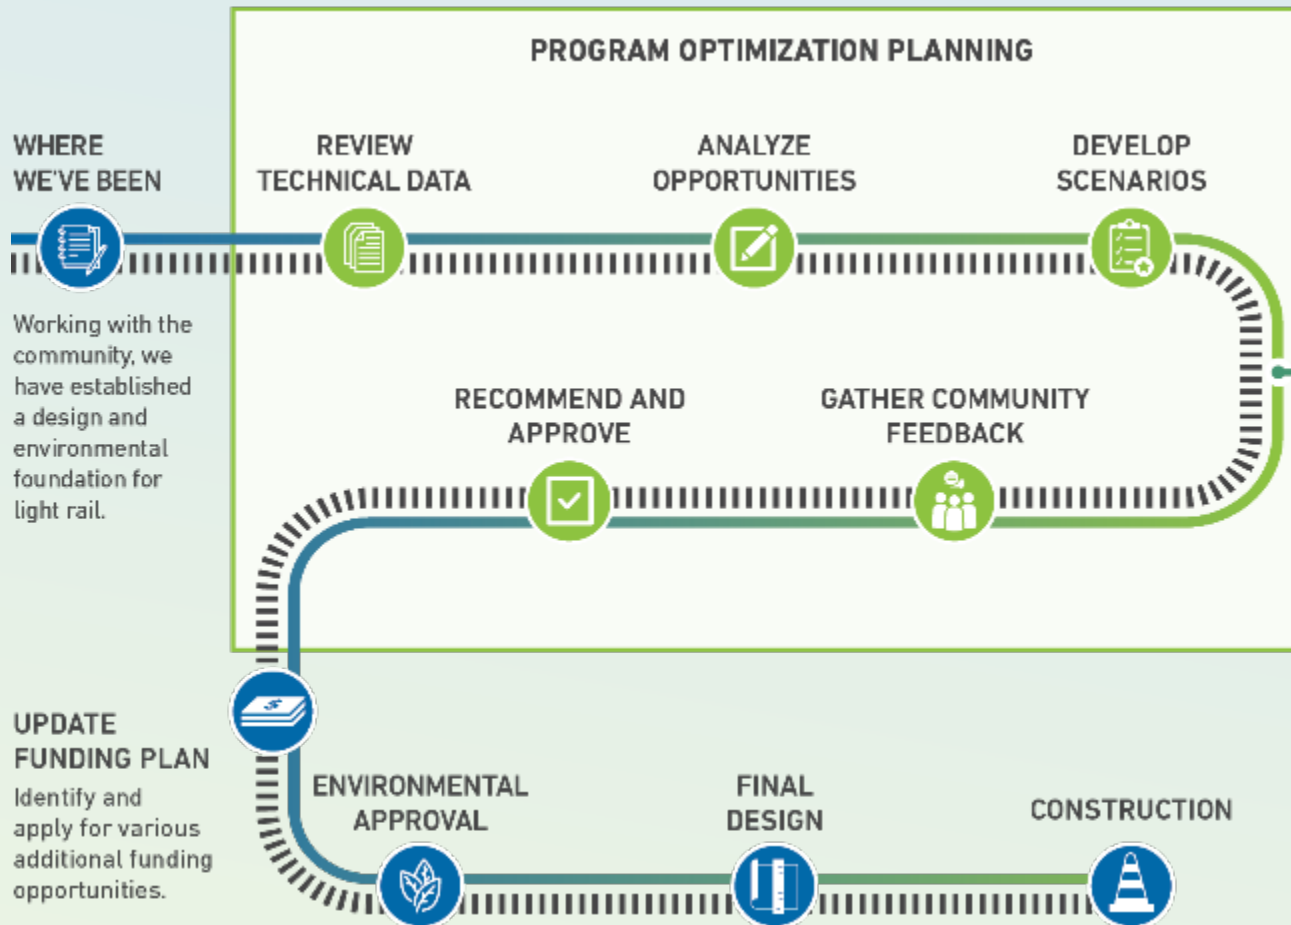 PROGRAM OPTIMIZATION PLANNING
WHERE
WE'VE BEEN
Working with the
community, we
have established
a design and
environmental
foundation for
light rail.
REVIEW
TECHNICAL DATA
ANALYZE
OPPORTUNITIES
DEVELOP
SCENARIOS
GATHER COMMUNITY
FEEDBACK
RECOMMEND AND
APPROVE
UPDATE
FUNDING PLAN
Identify and
apply for various
additional funding
opportunities.
ENVIRONMENTAL
APPROVAL
FINAL
DESIGN
CONSTRUCTION